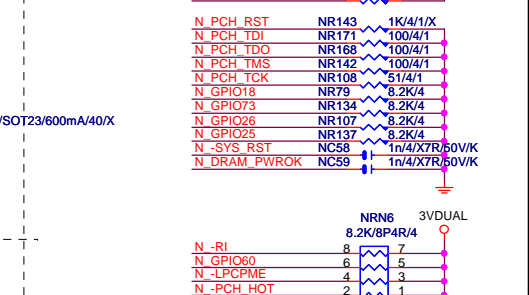 N_PCH_RST NR143 1K/4/1/X
N_PCH_TDI NR171 100/4/1
N_PCH_TDO NR168 100/4/1
N_PCH_TMS NR142 100/4/1
N_PCH_TCK NR108 51/4/1
N_GPIO18 NR79 8.2K/4
N_GPIO73 NR134 8.2K/4
/SOT23/600mA/40/X N_GPIO26 NR107 8.2K/4
N_GPIO25 NR137 8.2K/4
N_-SYS_RST NC58 1n/4/X7R/50V/K
N_DRAM_PWROK NC59 1n/4/X7R/50V/K
NRN6 3VDUAL
8.2K/8P4R/4
N_-RI 8 7
N_GPIO60 6 5
N_-LPCPME 4 3
N_-PCH_HOT 2 1